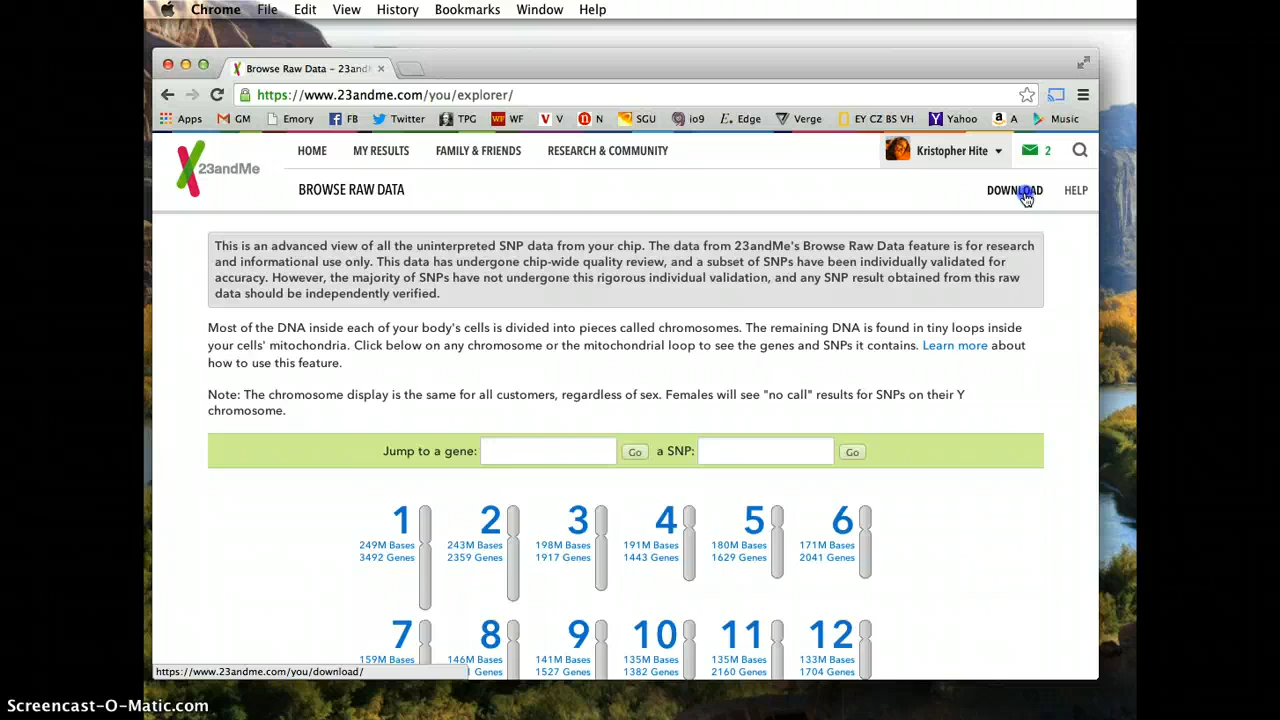 Chrome File Edit View History Bookmarks Window Help
Browse Raw Data - 23and
https://www.23andme.com/you/explorer/
Apps GM Emory FB Twitter TPG WF V N SGU io9 Edge Verge EY CZ BS VH Yahoo A Music
23andMe
HOME MY RESULTS FAMILY & FRIENDS RESEARCH & COMMUNITY Kristopher Hite 2
BROWSE RAW DATA DOWNLOAD HELP
This is an advanced view of all the uninterpreted SNP data from your chip. The data from 23andMe's Browse Raw Data feature is for research
and informational use only. This data has undergone chip-wide quality review, and a subset of SNPs have been individually validated for
accuracy. However, the majority of SNPs have not undergone this rigorous individual validation, and any SNP result obtained from this raw
data should be independently verified.
Most of the DNA inside each of your body's cells is divided into pieces called chromosomes. The remaining DNA is found in tiny loops inside
your cells' mitochondria. Click below on any chromosome or the mitochondrial loop to see the genes and SNPs it contains. Learn more about
how to use this feature.
Note: The chromosome display is the same for all customers, regardless of sex. Females will see "no call" results for SNPs on their Y
chromosome.
Jump to a gene: Go a SNP: Go
1 2 3 4 5 6
249M Bases 243M Bases 198M Bases 191M Bases 180M Bases 171M Bases
3492 Genes 2359 Genes 1917 Genes 1443 Genes 1629 Genes 2041 Genes
7 8 9 10 11 12
159M Bases 146M Bases 141M Bases 135M Bases 135M Bases 133M Bases
1527 Genes 1382 Genes 2160 Genes 1704 Genes
https://www.23andme.com/you/download/
Screencast-O-Matic.com